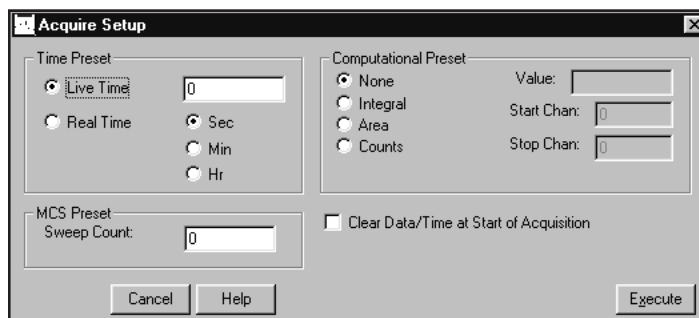 Acquire Setup
Time Preset
Live Time
0
Real Time
Sec
Min
Hr
Computational Preset
None
Integral
Area
Counts
Value:
Start Chan:
0
Stop Chan:
0
MCS Preset
Sweep Count:
0
Clear Data/Time at Start of Acquisition
Cancel
Help
Execute